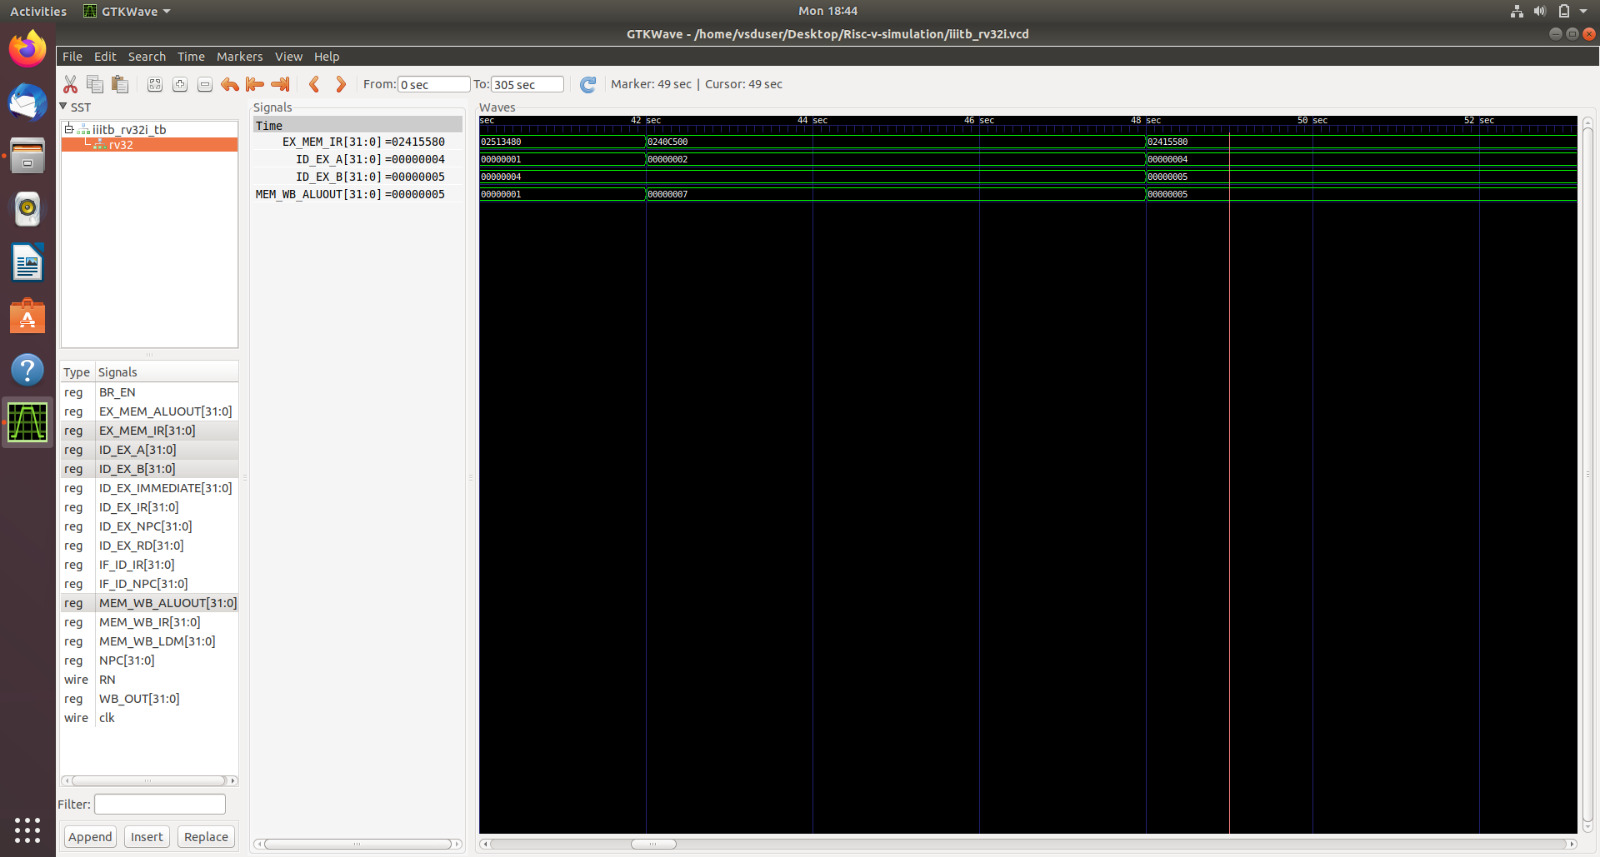 Activities GTKWave Mon 18:44
GTKWave - /home/vsduser/Desktop/Risc-v-simulation/iiitb_rv32i.vcd
File Edit Search Time Markers View Help
From: 0 sec To: 305 sec Marker: 49 sec | Cursor: 49 sec
SST
iiitb_rv32i_tb
rv32
Type Signals
reg BR_EN
reg EX_MEM_ALUOUT[31:0]
reg EX_MEM_IR[31:0]
reg ID_EX_A[31:0]
reg ID_EX_B[31:0]
reg ID_EX_IMMEDIATE[31:0]
reg ID_EX_IR[31:0]
reg ID_EX_NPC[31:0]
reg ID_EX_RD[31:0]
reg IF_ID_IR[31:0]
reg IF_ID_NPC[31:0]
reg MEM_WB_ALUOUT[31:0]
reg MEM_WB_IR[31:0]
reg MEM_WB_LDM[31:0]
reg NPC[31:0]
wire RN
reg WB_OUT[31:0]
wire clk
Filter:
Append Insert Replace
Signals
Time
EX_MEM_IR[31:0] =02415580
ID_EX_A[31:0] =00000004
ID_EX_B[31:0] =00000005
MEM_WB_ALUOUT[31:0] =00000005
Waves
sec 42 sec 44 sec 46 sec 48 sec 50 sec 52 sec
02513480 0240C500 02415580
00000001 00000002 00000004
00000004 00000005
00000001 00000007 00000005